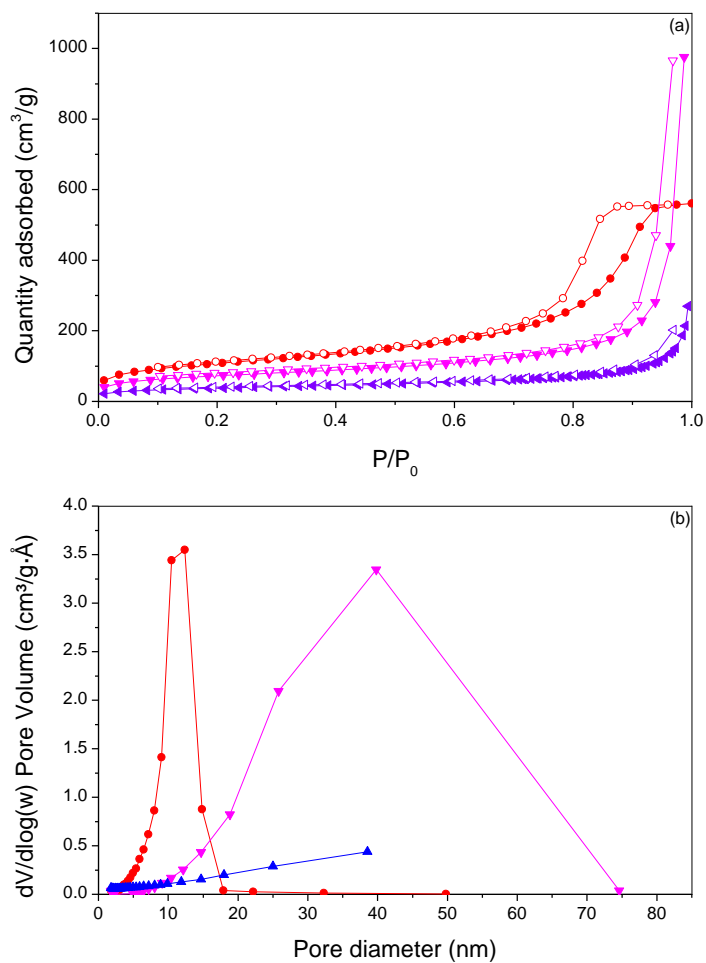 (a)
1000
800
600
400
200
0
Quantity adsorbed (cm³/g)
0.0 0.2 0.4 0.6 0.8 1.0
P/P₀
(b)
4.0
3.5
3.0
2.5
2.0
1.5
1.0
0.5
0.0
dV/dlog(w) Pore Volume (cm³/g·Å)
0 10 20 30 40 50 60 70 80
Pore diameter (nm)